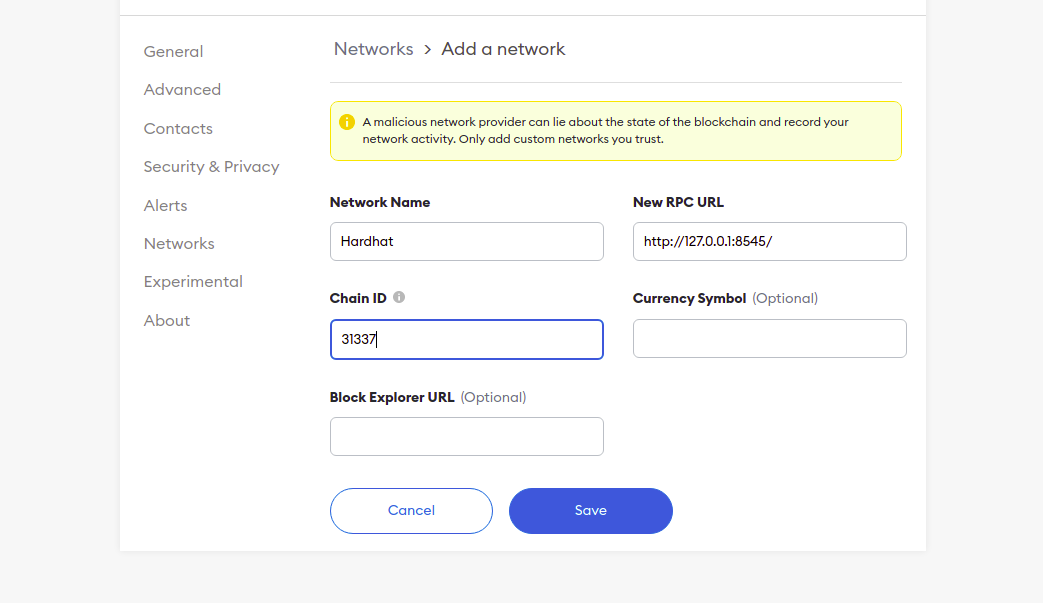 General
Advanced
Contacts
Security & Privacy
Alerts
Networks
Experimental
About
Networks > Add a network
A malicious network provider can lie about the state of the blockchain and record your
network activity. Only add custom networks you trust.
Network Name
Hardhat
New RPC URL
http://127.0.0.1:8545/
Chain ID
31337
Currency Symbol (Optional)
Block Explorer URL (Optional)
Cancel
Save